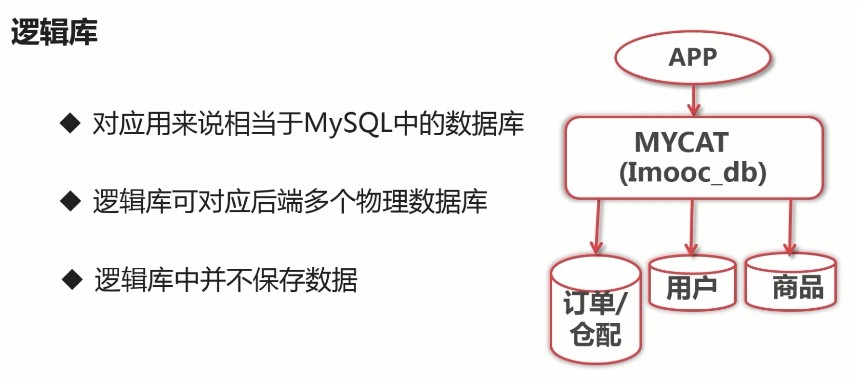 逻辑库
◆ 对应用来说相当于MySQL中的数据库
◆ 逻辑库可对应后端多个物理数据库
◆ 逻辑库中并不保存数据
APP
MYCAT
(Imooc_db)
订单/
仓配
用户
商品